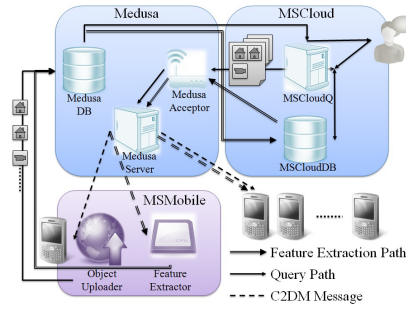 Medusa
MSCloud
Medusa
DB
Medusa
Acceptor
MSCloudQ
Medusa
Server
MSCloudDB
MSMobile
Object
Uploader
Feature
Extractor
Feature Extraction Path
Query Path
C2DM Message